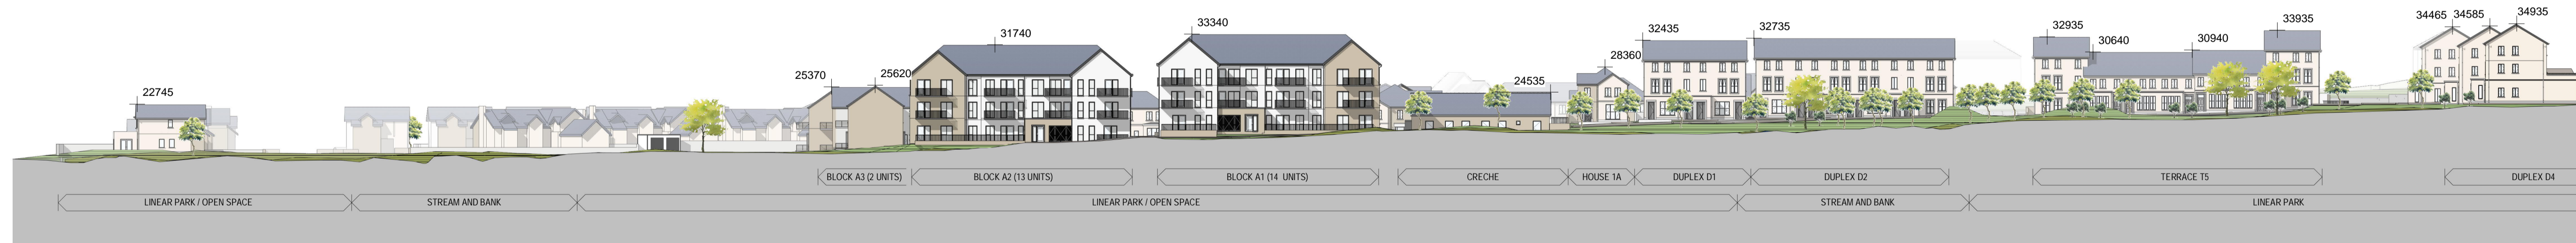 22745
25370
25620
31740
33340
24535
28360
32435
32735
32935
30640
30940
33935
34465
34585
34935
BLOCK A3 (2 UNITS)
BLOCK A2 (13 UNITS)
BLOCK A1 (14 UNITS)
CRECHE
HOUSE 1A
DUPLEX D1
DUPLEX D2
TERRACE T5
DUPLEX D4
LINEAR PARK / OPEN SPACE
STREAM AND BANK
LINEAR PARK / OPEN SPACE
STREAM AND BANK
LINEAR PARK